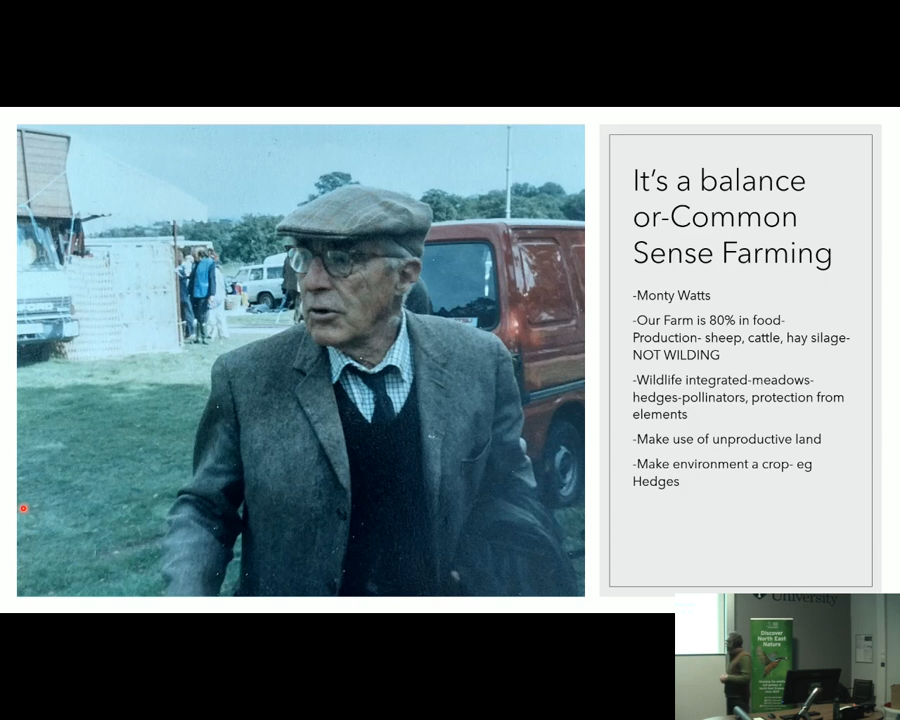 It's a balance
or-Common
Sense Farming
-Monty Watts
-Our Farm is 80% in food-
Production- sheep, cattle, hay silage-
NOT WILDING
-Wildlife integrated-meadows-
hedges-pollinators, protection from
elements
-Make use of unproductive land
-Make environment a crop- eg
Hedges
University
Discover
North East
Nature